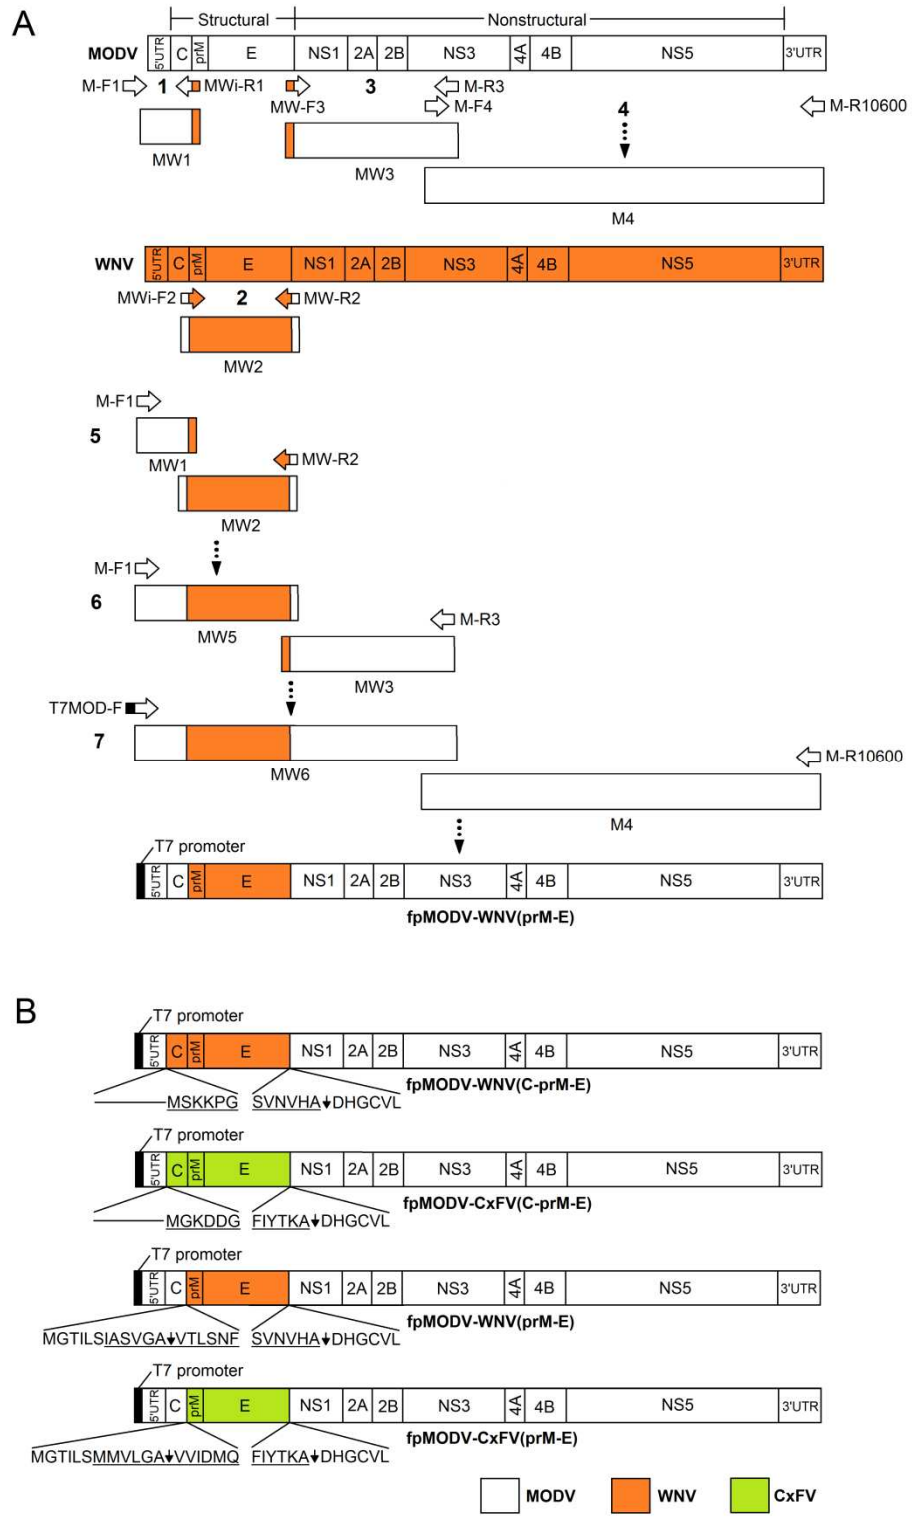 A
Structural Nonstructural
MODV 5'UTR C prM E NS1 2A 2B NS3 4A 4B NS5 3'UTR
M-F1 1 MWi-R1 3 M-R3
MW-F3 M-F4 4 M-R10600
MW1
MW3
M4
WNV 5'UTR C prM E NS1 2A 2B NS3 4A 4B NS5 3'UTR
MWi-F2 2 MW-R2
MW2
M-F1
5
MW1 MW-R2
MW2
M-F1
6
M-R3
MW5
MW3
T7MOD-F
7
M-R10600
MW6
M4
T7 promoter
5'UTR C prM E NS1 2A 2B NS3 4A 4B NS5 3'UTR
fpMODV-WNV(prM-E)
B
T7 promoter
5'UTR C prM E NS1 2A 2B NS3 4A 4B NS5 3'UTR
fpMODV-WNV(C-prM-E)
MSKKPG SVNVHA DHGCVL
T7 promoter
5'UTR C prM E NS1 2A 2B NS3 4A 4B NS5 3'UTR
fpMODV-CxFV(C-prM-E)
MGKDDG FIYTKA DHGCVL
T7 promoter
5'UTR C prM E NS1 2A 2B NS3 4A 4B NS5 3'UTR
fpMODV-WNV(prM-E)
MGTILSIASVGA VTLSNF SVNVHA DHGCVL
T7 promoter
5'UTR C prM E NS1 2A 2B NS3 4A 4B NS5 3'UTR
fpMODV-CxFV(prM-E)
MGTILSMMVLGA VVIDMQ FIYTKA DHGCVL
MODV WNV CxFV